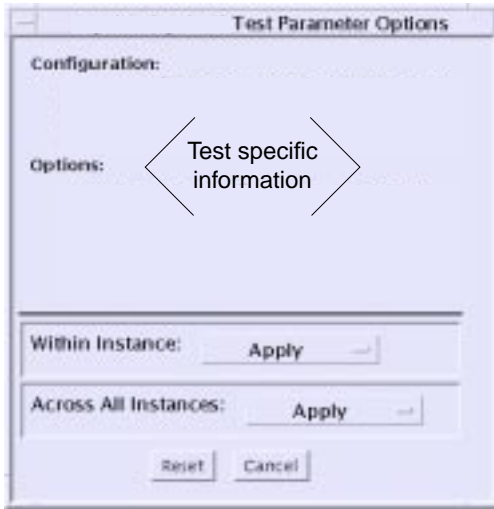 Test Parameter Options
Configuration:
Options:
Test specific
information
Within Instance: Apply
Across All Instances: Apply
Reset Cancel